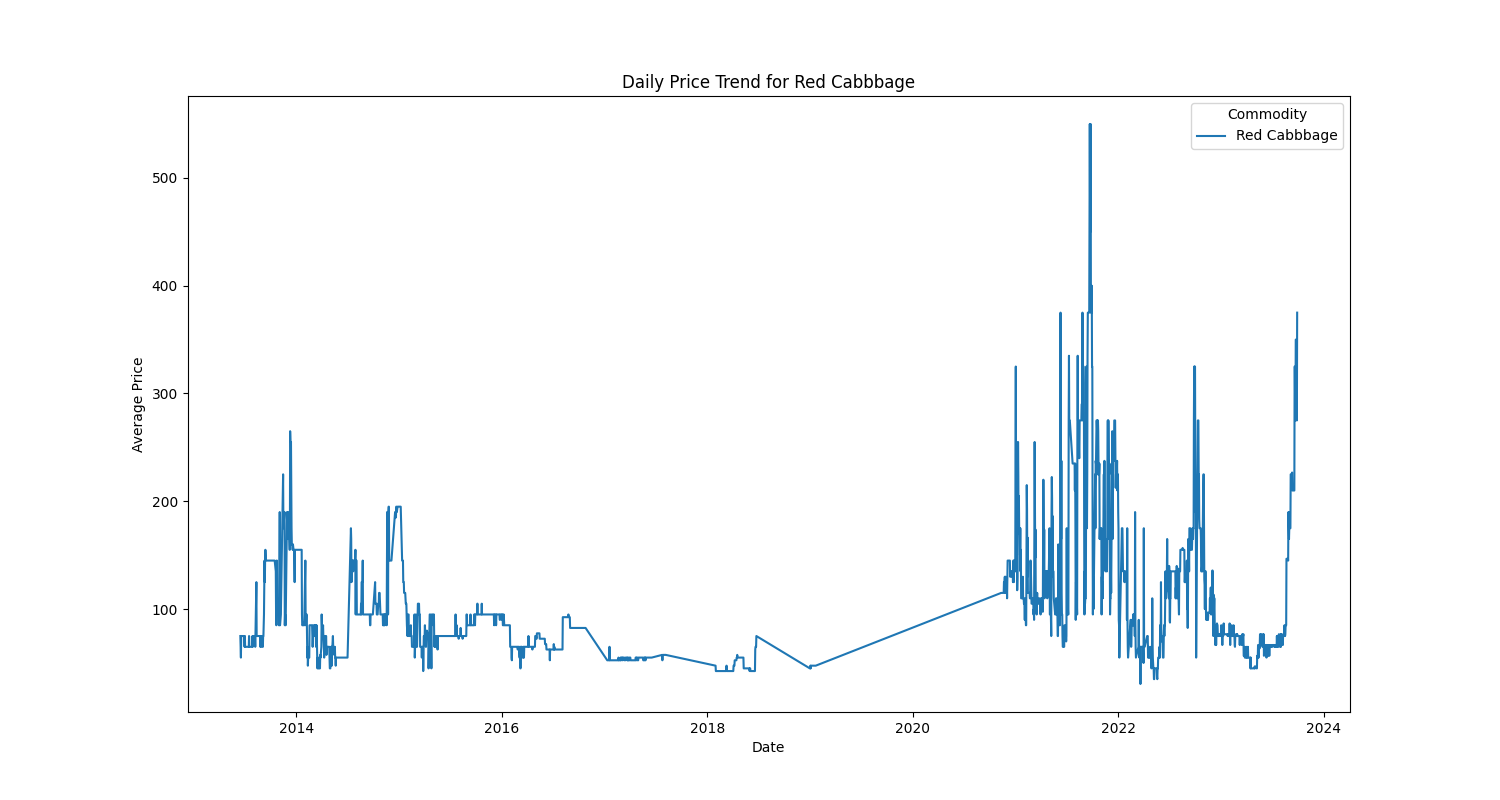 Daily Price Trend for Red Cabbbage
Commodity
Red Cabbbage
500
400
300
200
100
Average Price
2014
2016
2018
2020
2022
2024
Date